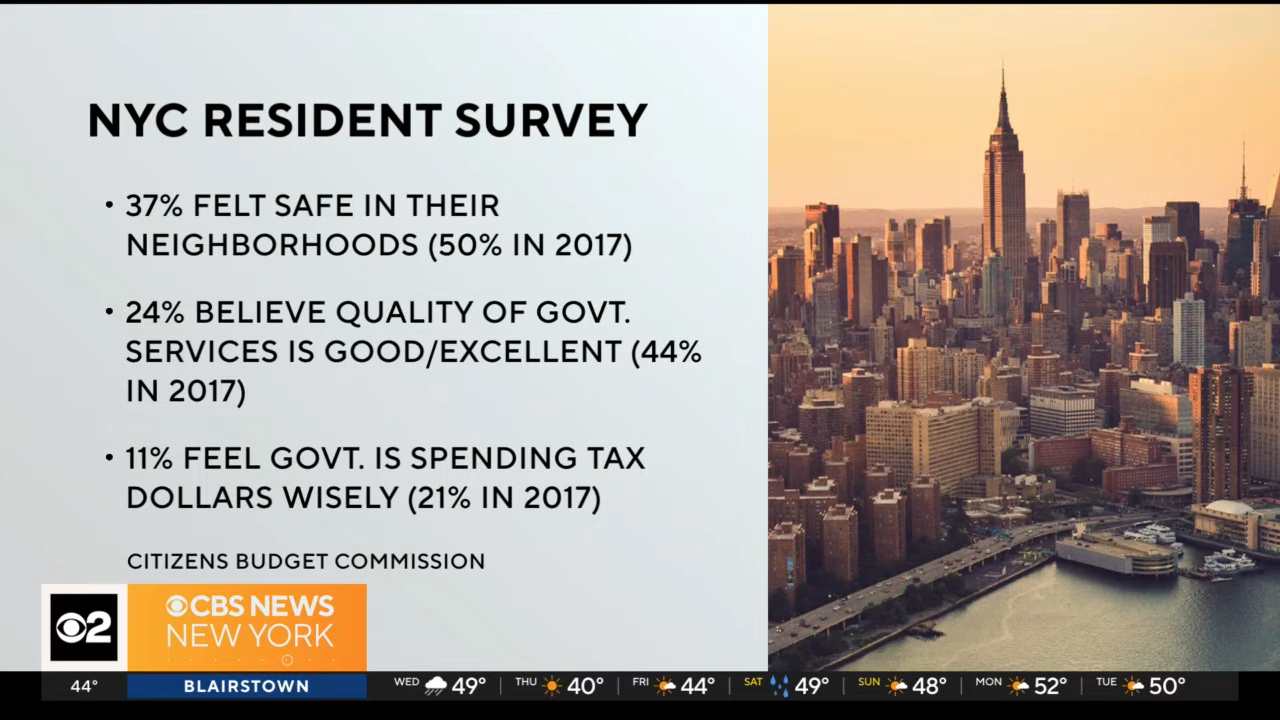 NYC RESIDENT SURVEY
• 37% FELT SAFE IN THEIR
NEIGHBORHOODS (50% IN 2017)
• 24% BELIEVE QUALITY OF GOVT.
SERVICES IS GOOD/EXCELLENT (44%
IN 2017)
• 11% FEEL GOVT. IS SPENDING TAX
DOLLARS WISELY (21% IN 2017)
CITIZENS BUDGET COMMISSION
2
CBS NEWS
NEW YORK
44° BLAIRSTOWN WED 49° THU 40° FRI 44° SAT 49° SUN 48° MON 52° TUE 50°